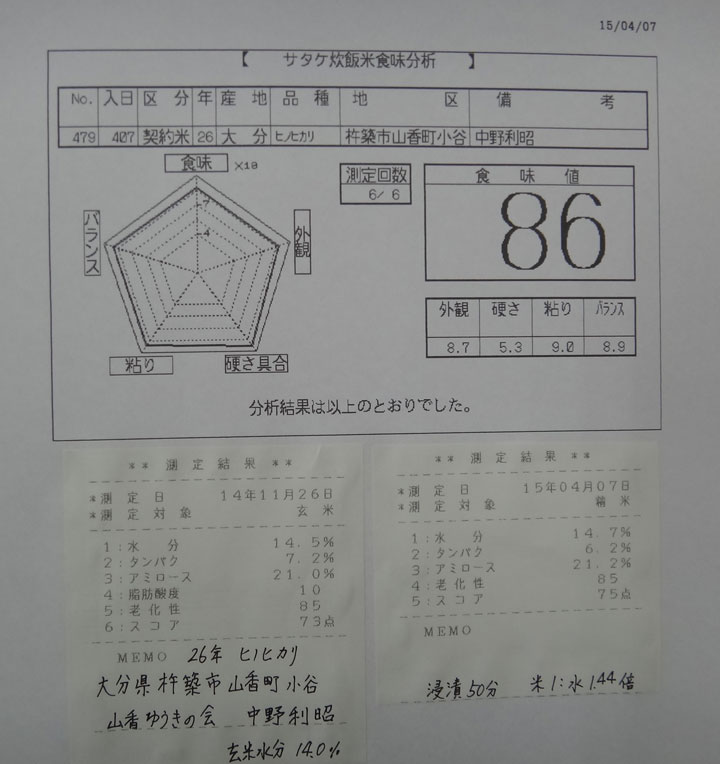 15/04/07
【 サタケ炊飯米食味分析 】
No. 入日 区分 年 産地 品種 地区 備考
479 407 契約米 26 大分 ヒノヒカリ 杵築市山香町小谷 中野利昭
食味 ×10
7
4
バランス
外観
粘り
硬さ具合
測定回数
6/ 6
食味値
86
外観 硬さ 粘り バランス
8.7 5.3 9.0 8.9
分析結果は以上のとおりでした。
** 測定結果 **
*測定日 14年11月26日
*測定対象 玄米
1:水分 14.5%
2:タンパク 7.2%
3:アミロース 21.0%
4:脂肪酸度 10
5:老化性 85
6:スコア 73点
MEMO 26年 ヒノヒカリ
大分県杵築市山香町小谷
山香ゆうきの会 中野利昭
玄米水分 14.0%
** 測定結果 **
*測定日 15年04月07日
*測定対象 精米
1:水分 14.7%
2:タンパク 6.2%
3:アミロース 21.2%
4:老化性 85
5:スコア 75点
MEMO
浸漬50分 米1:水1.44倍